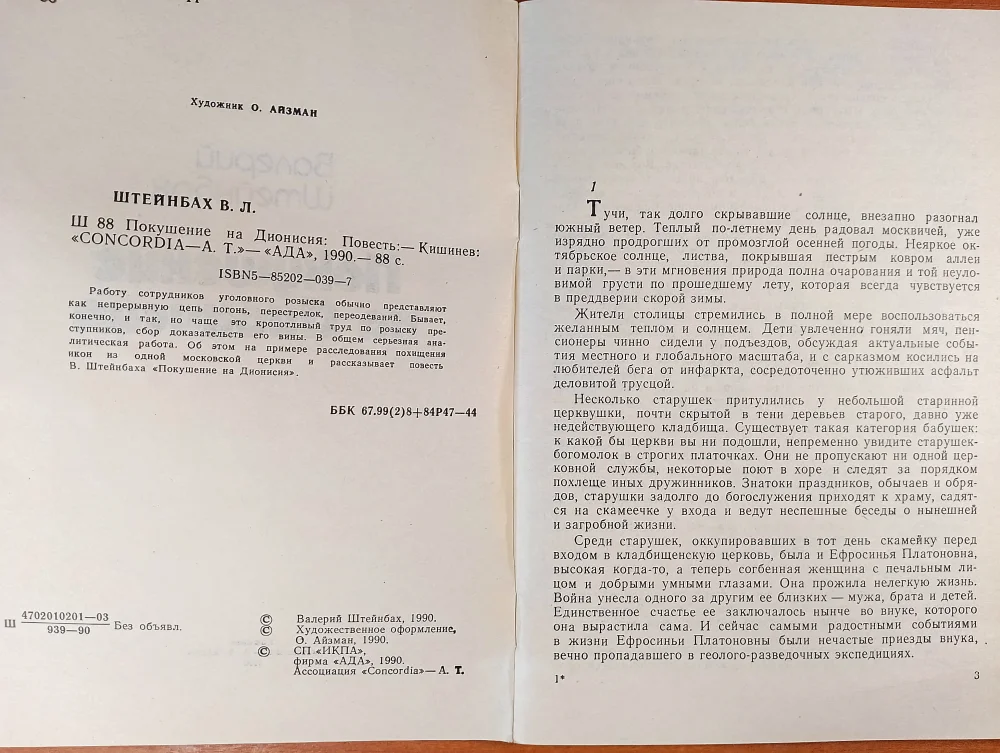 Художник О. АЙЗМАН
ШТЕЙНБАХ В. Л.
Ш 88 Покушение на Дионисия: Повесть:— Кишинев:
«CONCORDIA—А. Т.»— «АДА», 1990.— 88 с.
ISBN5—85202—039—7
Работу сотрудников уголовного розыска обычно представляют
как непрерывную цепь погонь, перестрелок, переодеваний. Бывает,
конечно, и так, но чаще это кропотливый труд по розыску пре-
ступников, сбор доказательств его вины. В общем серьезная ана-
литическая работа. Об этом на примере расследования похищения
икон из одной московской церкви и рассказывает повесть
В. Штейнбаха «Покушение на Дионисия».
ББК 67.99(2)8+84Р47—44
Ш 4702010201—03
939—90 Без объявл.
© Валерий Штейнбах, 1990.
© Художественное оформление,
О. Айзман, 1990.
© СП «ИКПА»,
фирма «АДА», 1990.
Ассоциация «Concordia»— А. Т.
1
Тучи, так долго скрывавшие солнце, внезапно разогнал
южный ветер. Теплый по-летнему день радовал москвичей, уже
изрядно продрогших от промозглой осенней погоды. Неяркое ок-
тябрьское солнце, листва, покрывшая пестрым ковром аллеи
и парки,— в эти мгновения природа полна очарования и той неуло-
вимой грусти по прошедшему лету, которая всегда чувствуется
в преддверии скорой зимы.
Жители столицы стремились в полной мере воспользоваться
желанным теплом и солнцем. Дети увлеченно гоняли мяч, пен-
сионеры чинно сидели у подъездов, обсуждая актуальные собы-
тия местного и глобального масштаба, и с сарказмом косились на
любителей бега от инфаркта, сосредоточенно утюживших асфальт
деловитой трусцой.
Несколько старушек притулились у небольшой старинной
церквушки, почти скрытой в тени деревьев старого, давно уже
недействующего кладбища. Существует такая категория бабушек:
к какой бы церкви вы ни подошли, непременно увидите старушек-
богомолок в строгих платочках. Они не пропускают ни одной цер-
ковной службы, некоторые поют в хоре и следят за порядком
похлеще иных дружинников. Знатоки праздников, обычаев и обря-
дов, старушки задолго до богослужения приходят к храму, садят-
ся на скамеечке у входа и ведут неспешные беседы о нынешней
и загробной жизни.
Среди старушек, оккупировавших в тот день скамейку перед
входом в кладбищенскую церковь, была и Ефросинья Платоновна,
высокая когда-то, а теперь согбенная женщина с печальным ли-
цом и добрыми умными глазами. Она прожила нелегкую жизнь.
Война унесла одного за другим ее близких — мужа, брата и детей.
Единственное счастье ее заключалось нынче во внуке, которого
она вырастила сама. И сейчас самыми радостными событиями
в жизни Ефросиньи Платоновны были нечастые приезды внука,
вечно пропадавшего в геолого-разведочных экспедициях.
1*
3